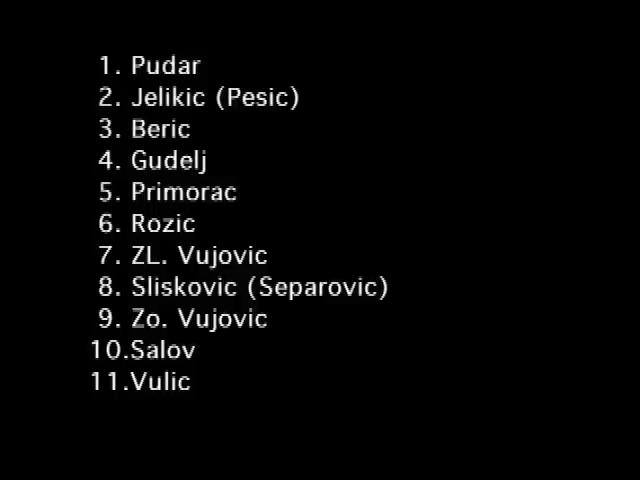 1. Pudar
2. Jelikic (Pesic)
3. Beric
4. Gudelj
5. Primorac
6. Rozic
7. ZL. Vujovic
8. Sliskovic (Separovic)
9. Zo. Vujovic
10.Salov
11.Vulic